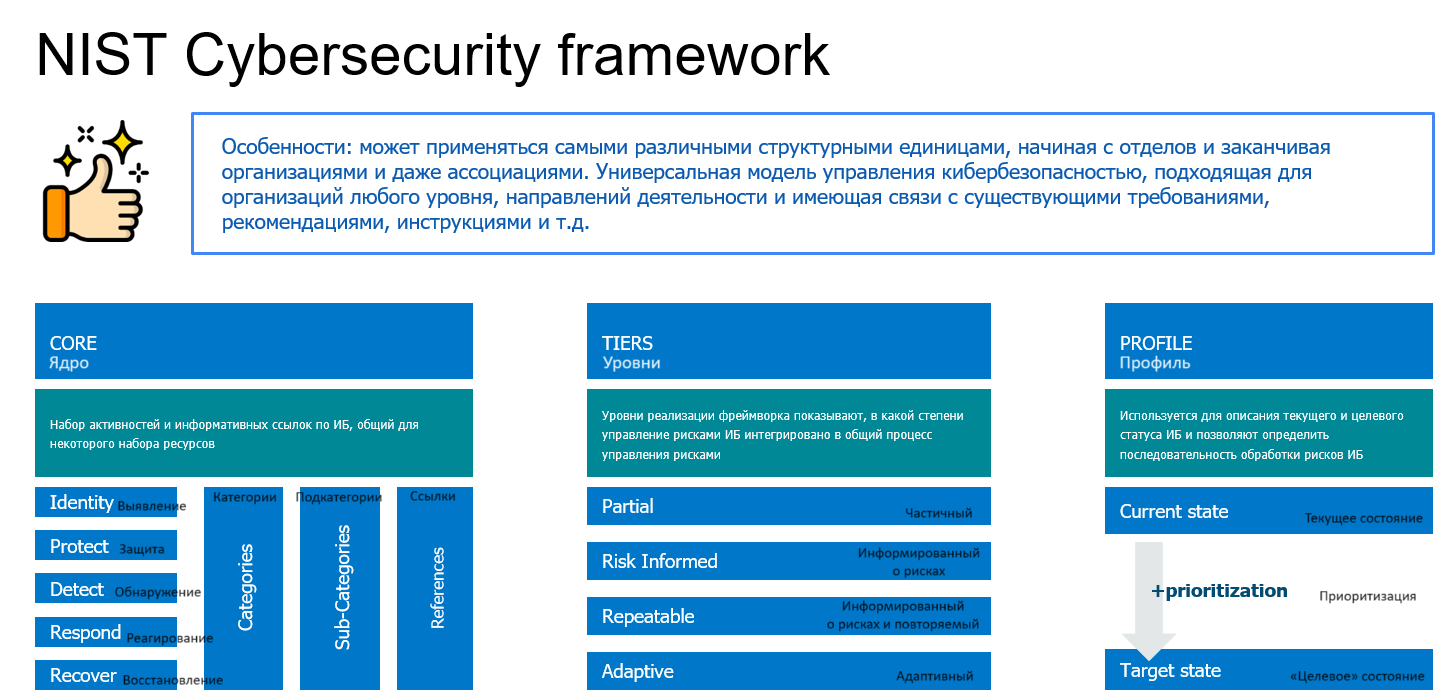 NIST Cybersecurity framework
Особенности: может применяться самыми различными структурными единицами, начиная с отделов и заканчивая
организациями и даже ассоциациями. Универсальная модель управления кибербезопасностью, подходящая для
организаций любого уровня, направлений деятельности и имеющая связи с существующими требованиями,
рекомендациями, инструкциями и т.д.
CORE
Ядро
Набор активностей и информативных ссылок по ИБ, общий для
некоторого набора ресурсов
Identity Выявление
Protect Защита
Detect Обнаружение
Respond Реагирование
Recover Восстановление
Категории
Categories
Подкатегории
Sub-Categories
Ссылки
References
TIERS
Уровни
Уровни реализации фреймворка показывают, в какой степени
управление рисками ИБ интегрировано в общий процесс
управления рисками
Partial
Частичный
Risk Informed
Информированный
о рисках
Repeatable
Информированный
о рисках и повторяемый
Adaptive
Адаптивный
PROFILE
Профиль
Используется для описания текущего и целевого
статуса ИБ и позволяют определить
последовательность обработки рисков ИБ
Current state
Текущее состояние
+prioritization
Приоритизация
Target state
«Целевое» состояние